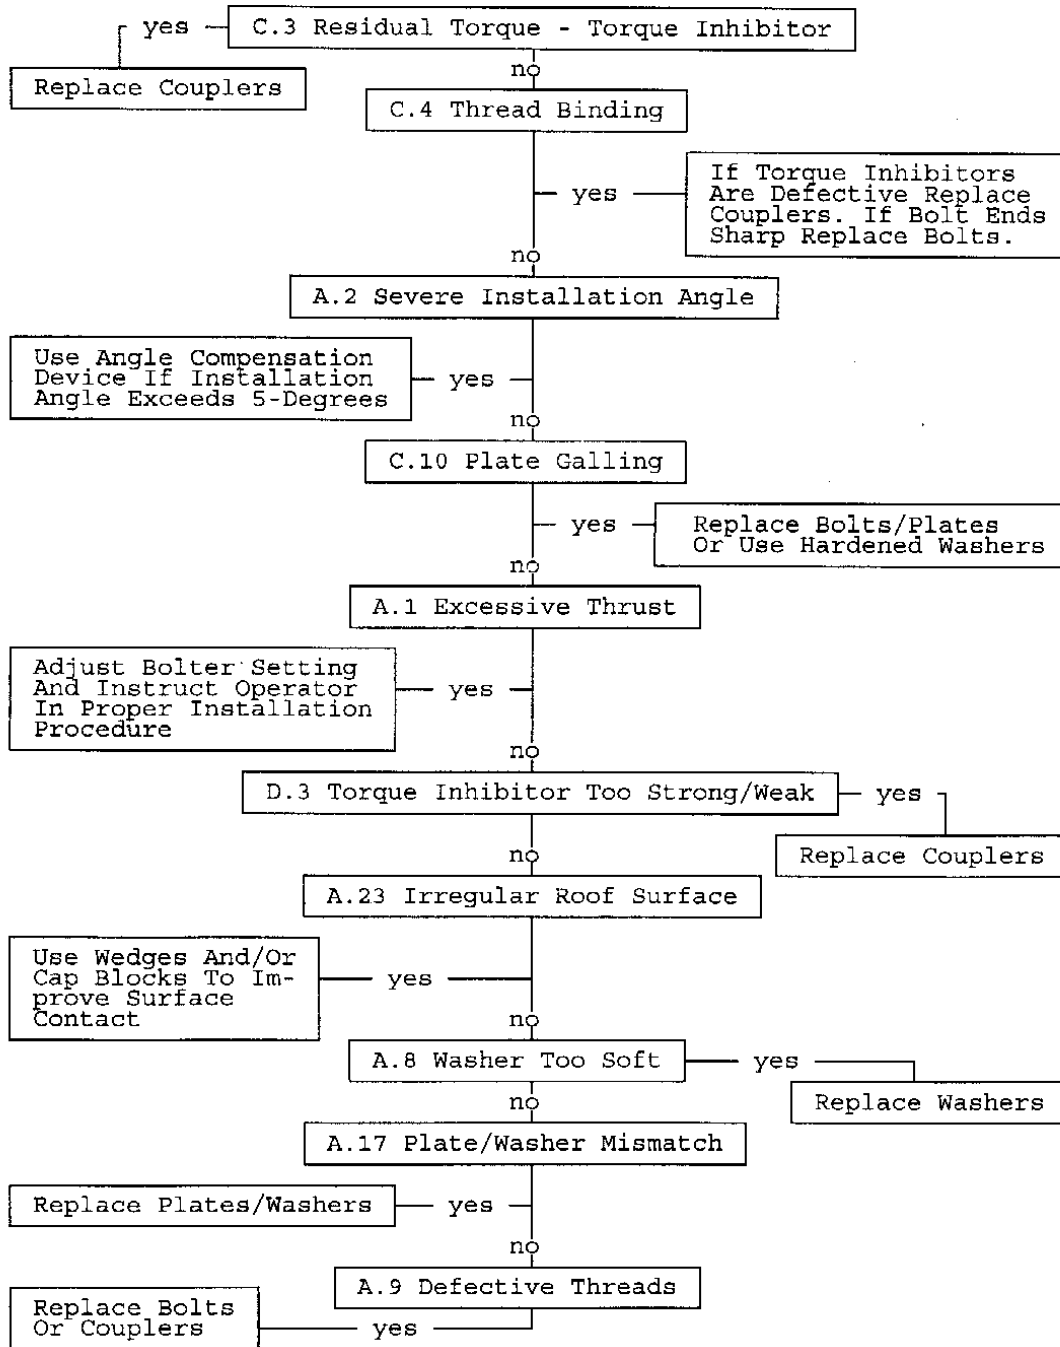 yes
C.3 Residual Torque - Torque Inhibitor
no
Replace Couplers
C.4 Thread Binding
yes
If Torque Inhibitors
Are Defective Replace
Couplers. If Bolt Ends
Sharp Replace Bolts.
no
A.2 Severe Installation Angle
Use Angle Compensation
Device If Installation
Angle Exceeds 5-Degrees
yes
no
C.10 Plate Galling
yes
Replace Bolts/Plates
Or Use Hardened Washers
no
A.1 Excessive Thrust
Adjust Bolter Setting
And Instruct Operator
In Proper Installation
Procedure
yes
no
D.3 Torque Inhibitor Too Strong/Weak
yes
no
Replace Couplers
A.23 Irregular Roof Surface
Use Wedges And/Or
Cap Blocks To Im-
prove Surface
Contact
yes
no
A.8 Washer Too Soft
yes
no
Replace Washers
A.17 Plate/Washer Mismatch
Replace Plates/Washers
yes
no
A.9 Defective Threads
Replace Bolts
Or Couplers
yes